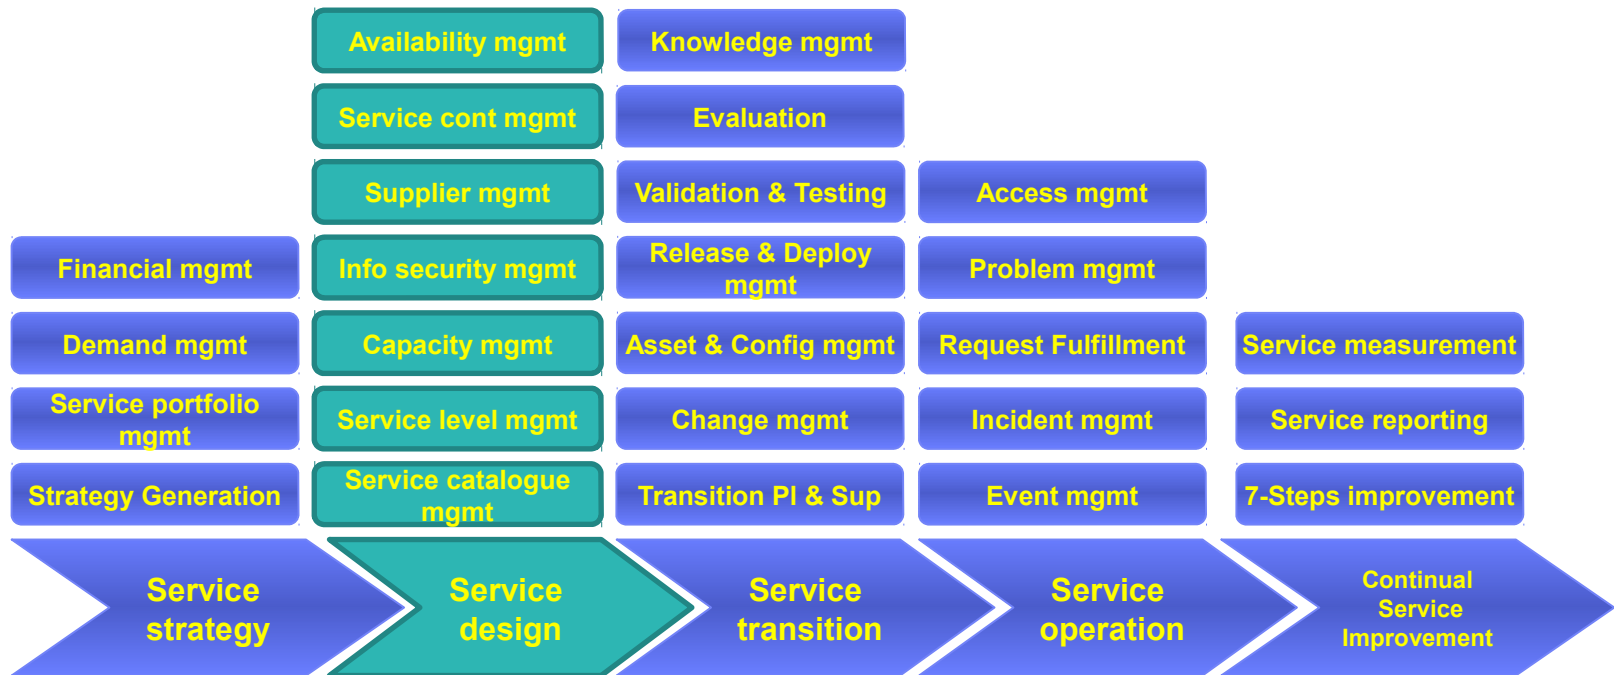 Availability mgmt
Knowledge mgmt
Service cont mgmt
Evaluation
Supplier mgmt
Validation & Testing
Access mgmt
Financial mgmt
Info security mgmt
Release & Deploy
mgmt
Problem mgmt
Demand mgmt
Capacity mgmt
Asset & Config mgmt
Request Fulfillment
Service measurement
Service portfolio
mgmt
Service level mgmt
Change mgmt
Incident mgmt
Service reporting
Strategy Generation
Service catalogue
mgmt
Transition Pl & Sup
Event mgmt
7-Steps improvement
Service
strategy
Service
design
Service
transition
Service
operation
Continual
Service
Improvement